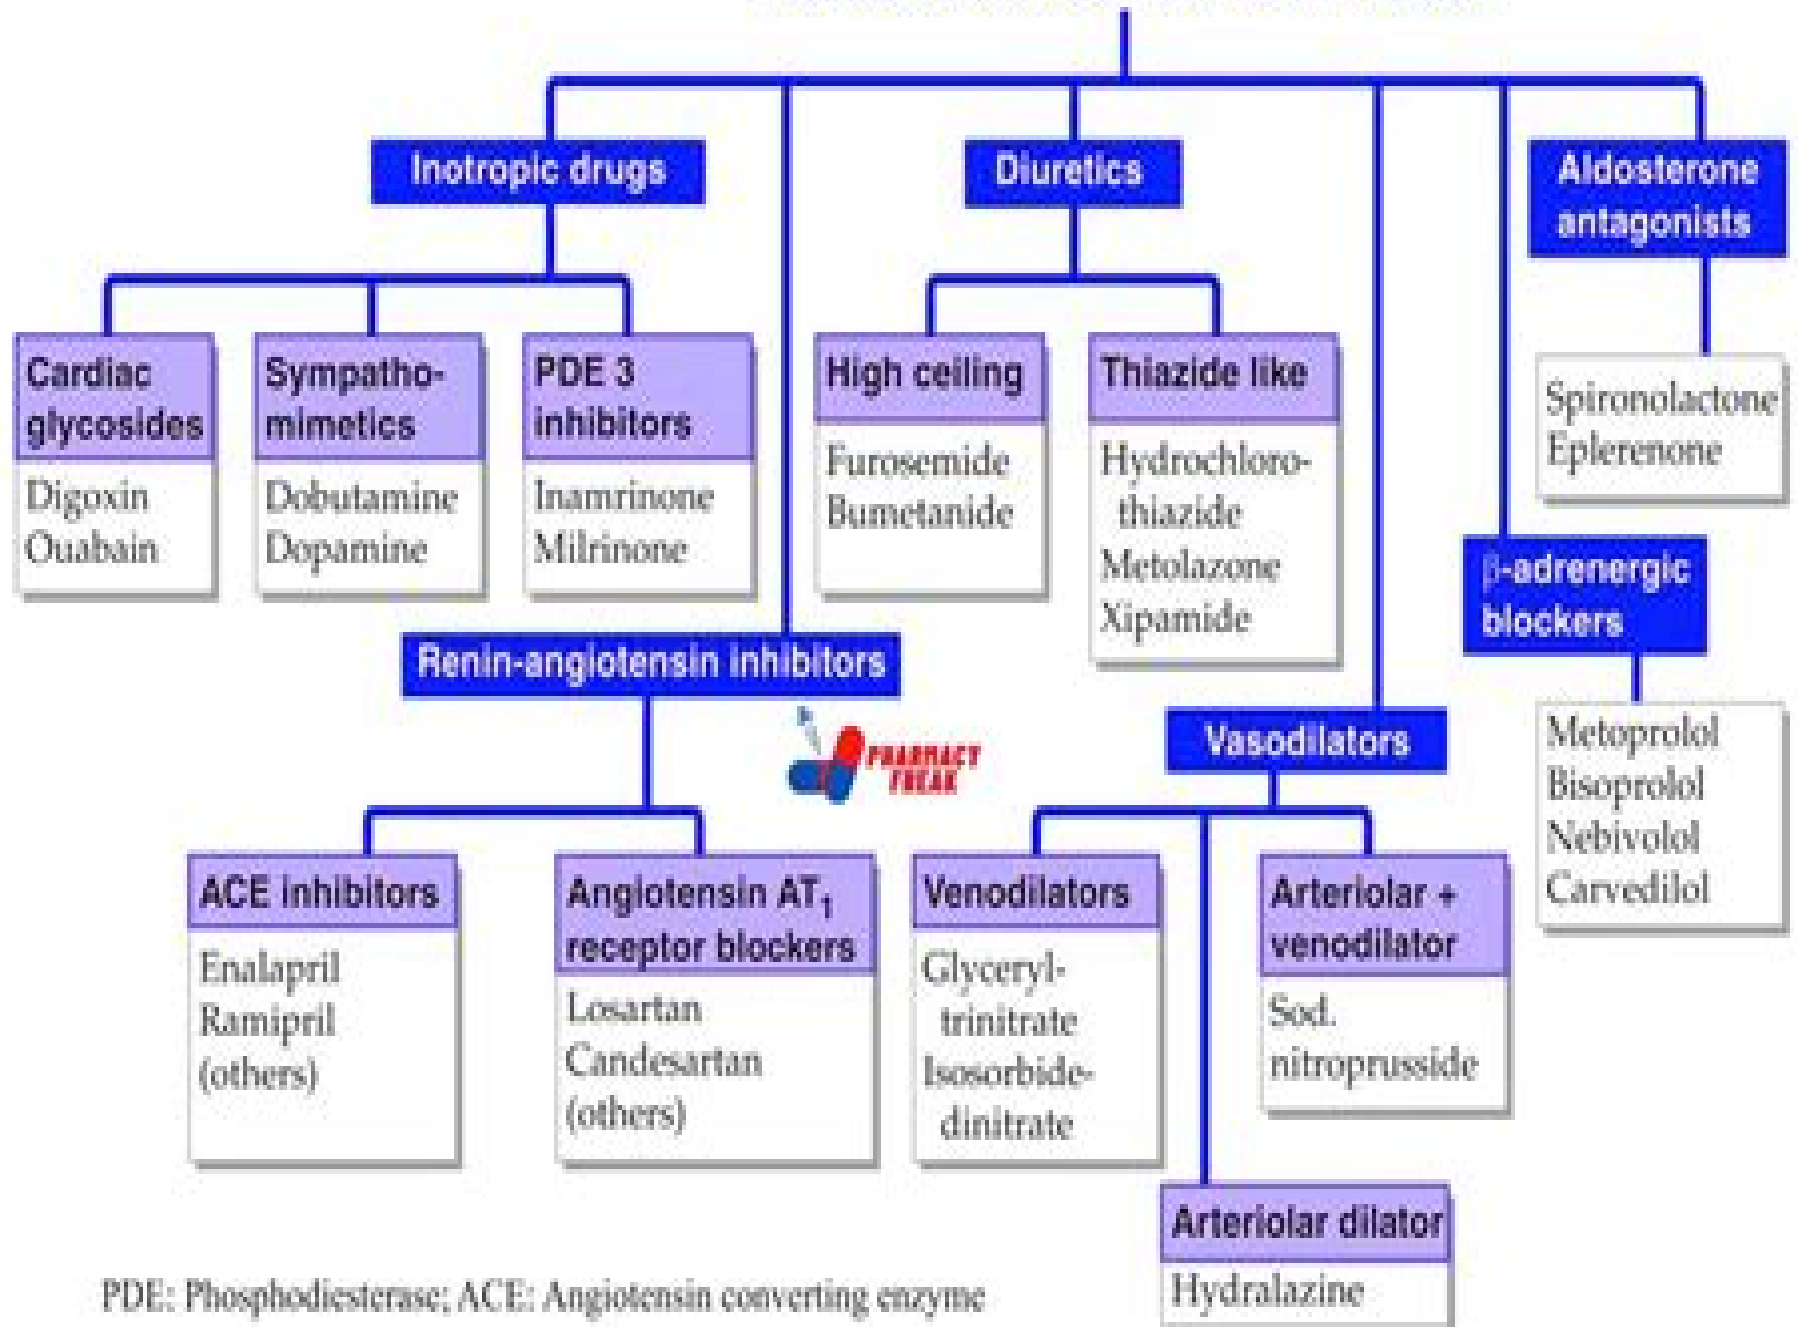 Inotropic drugs
Diuretics
Aldosterone
antagonists
Cardiac
glycosides
Digoxin
Ouabain
Sympatho-
mimetics
Dobutamine
Dopamine
PDE 3
inhibitors
Inamrinone
Milrinone
High ceiling
Furosemide
Bumetanide
Thiazide like
Hydrochloro-
thiazide
Metolazone
Xipamide
Spironolactone
Eplerenone
β-adrenergic
blockers
Metoprolol
Bisoprolol
Nebivolol
Carvedilol
Renin-angiotensin inhibitors
PHARMACY
FREAK
Vasodilators
ACE inhibitors
Enalapril
Ramipril
(others)
Angiotensin AT₁
receptor blockers
Losartan
Candesartan
(others)
Venodilators
Glyceryl-
trinitrate
Isosorbide-
dinitrate
Arteriolar +
venodilator
Sod.
nitroprusside
Arteriolar dilator
Hydralazine
PDE: Phosphodiesterase; ACE: Angiotensin converting enzyme